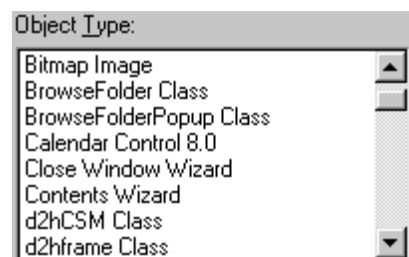 Object Type:
Bitmap Image
BrowseFolder Class
BrowseFolderPopup Class
Calendar Control 8.0
Close Window Wizard
Contents Wizard
d2hCSM Class
d2hframe Class